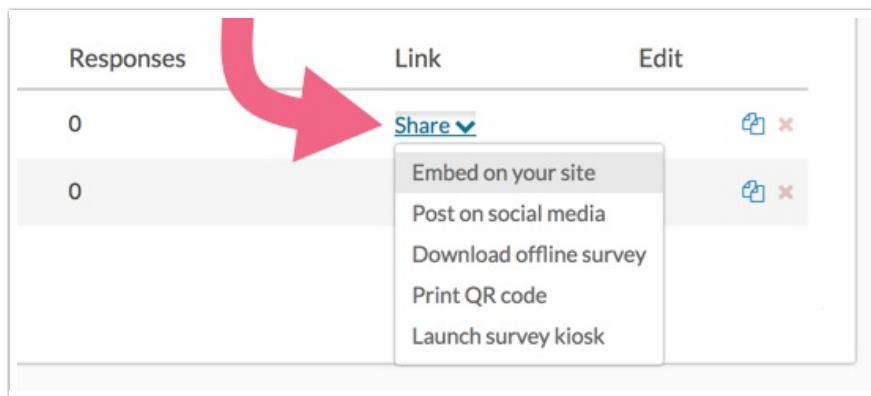 Responses Link Edit
0 Share
Embed on your site
0
Post on social media
Download offline survey
Print QR code
Launch survey kiosk